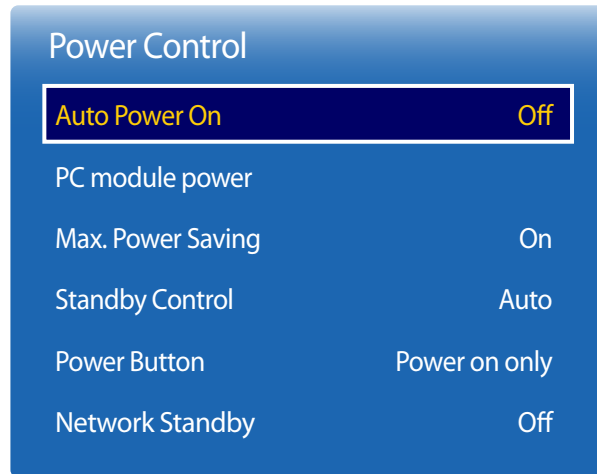 Power Control
Auto Power On Off
PC module power
Max. Power Saving On
Standby Control Auto
Power Button Power on only
Network Standby Off